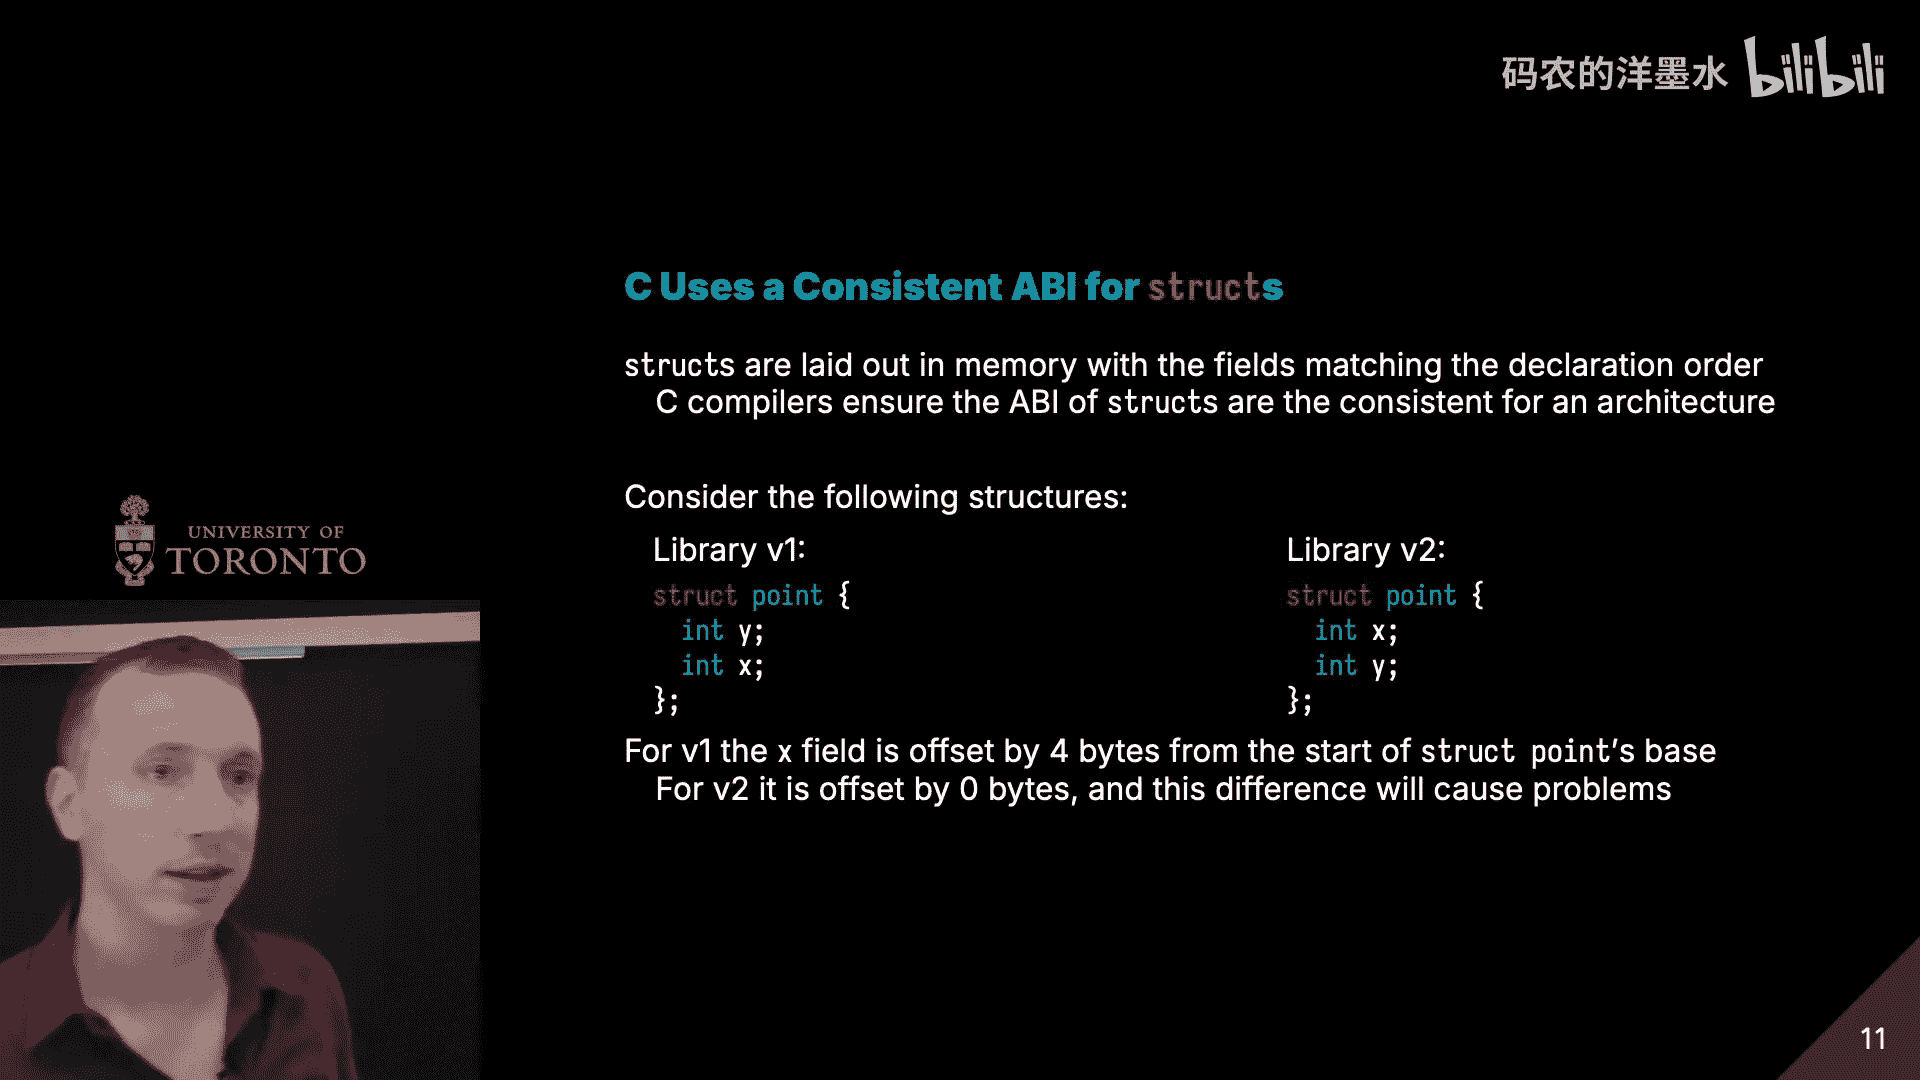 码农的洋墨水 bilibili
C Uses a Consistent ABI for structs
structs are laid out in memory with the fields matching the declaration order
C compilers ensure the ABI of structs are the consistent for an architecture
Consider the following structures:
Library v1:
struct point {
int y;
int x;
};
Library v2:
struct point {
int x;
int y;
};
For v1 the x field is offset by 4 bytes from the start of struct point’s base
For v2 it is offset by 0 bytes, and this difference will cause problems
UNIVERSITY OF
TORONTO
11